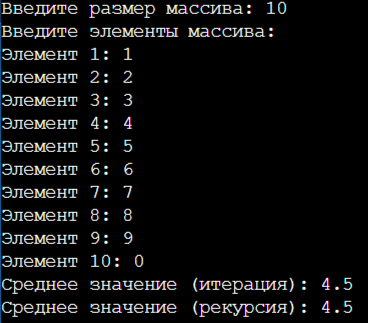 Введите размер массива: 10
Введите элементы массива:
Элемент 1: 1
Элемент 2: 2
Элемент 3: 3
Элемент 4: 4
Элемент 5: 5
Элемент 6: 6
Элемент 7: 7
Элемент 8: 8
Элемент 9: 9
Элемент 10: 0
Среднее значение (итерация): 4.5
Среднее значение (рекурсия): 4.5